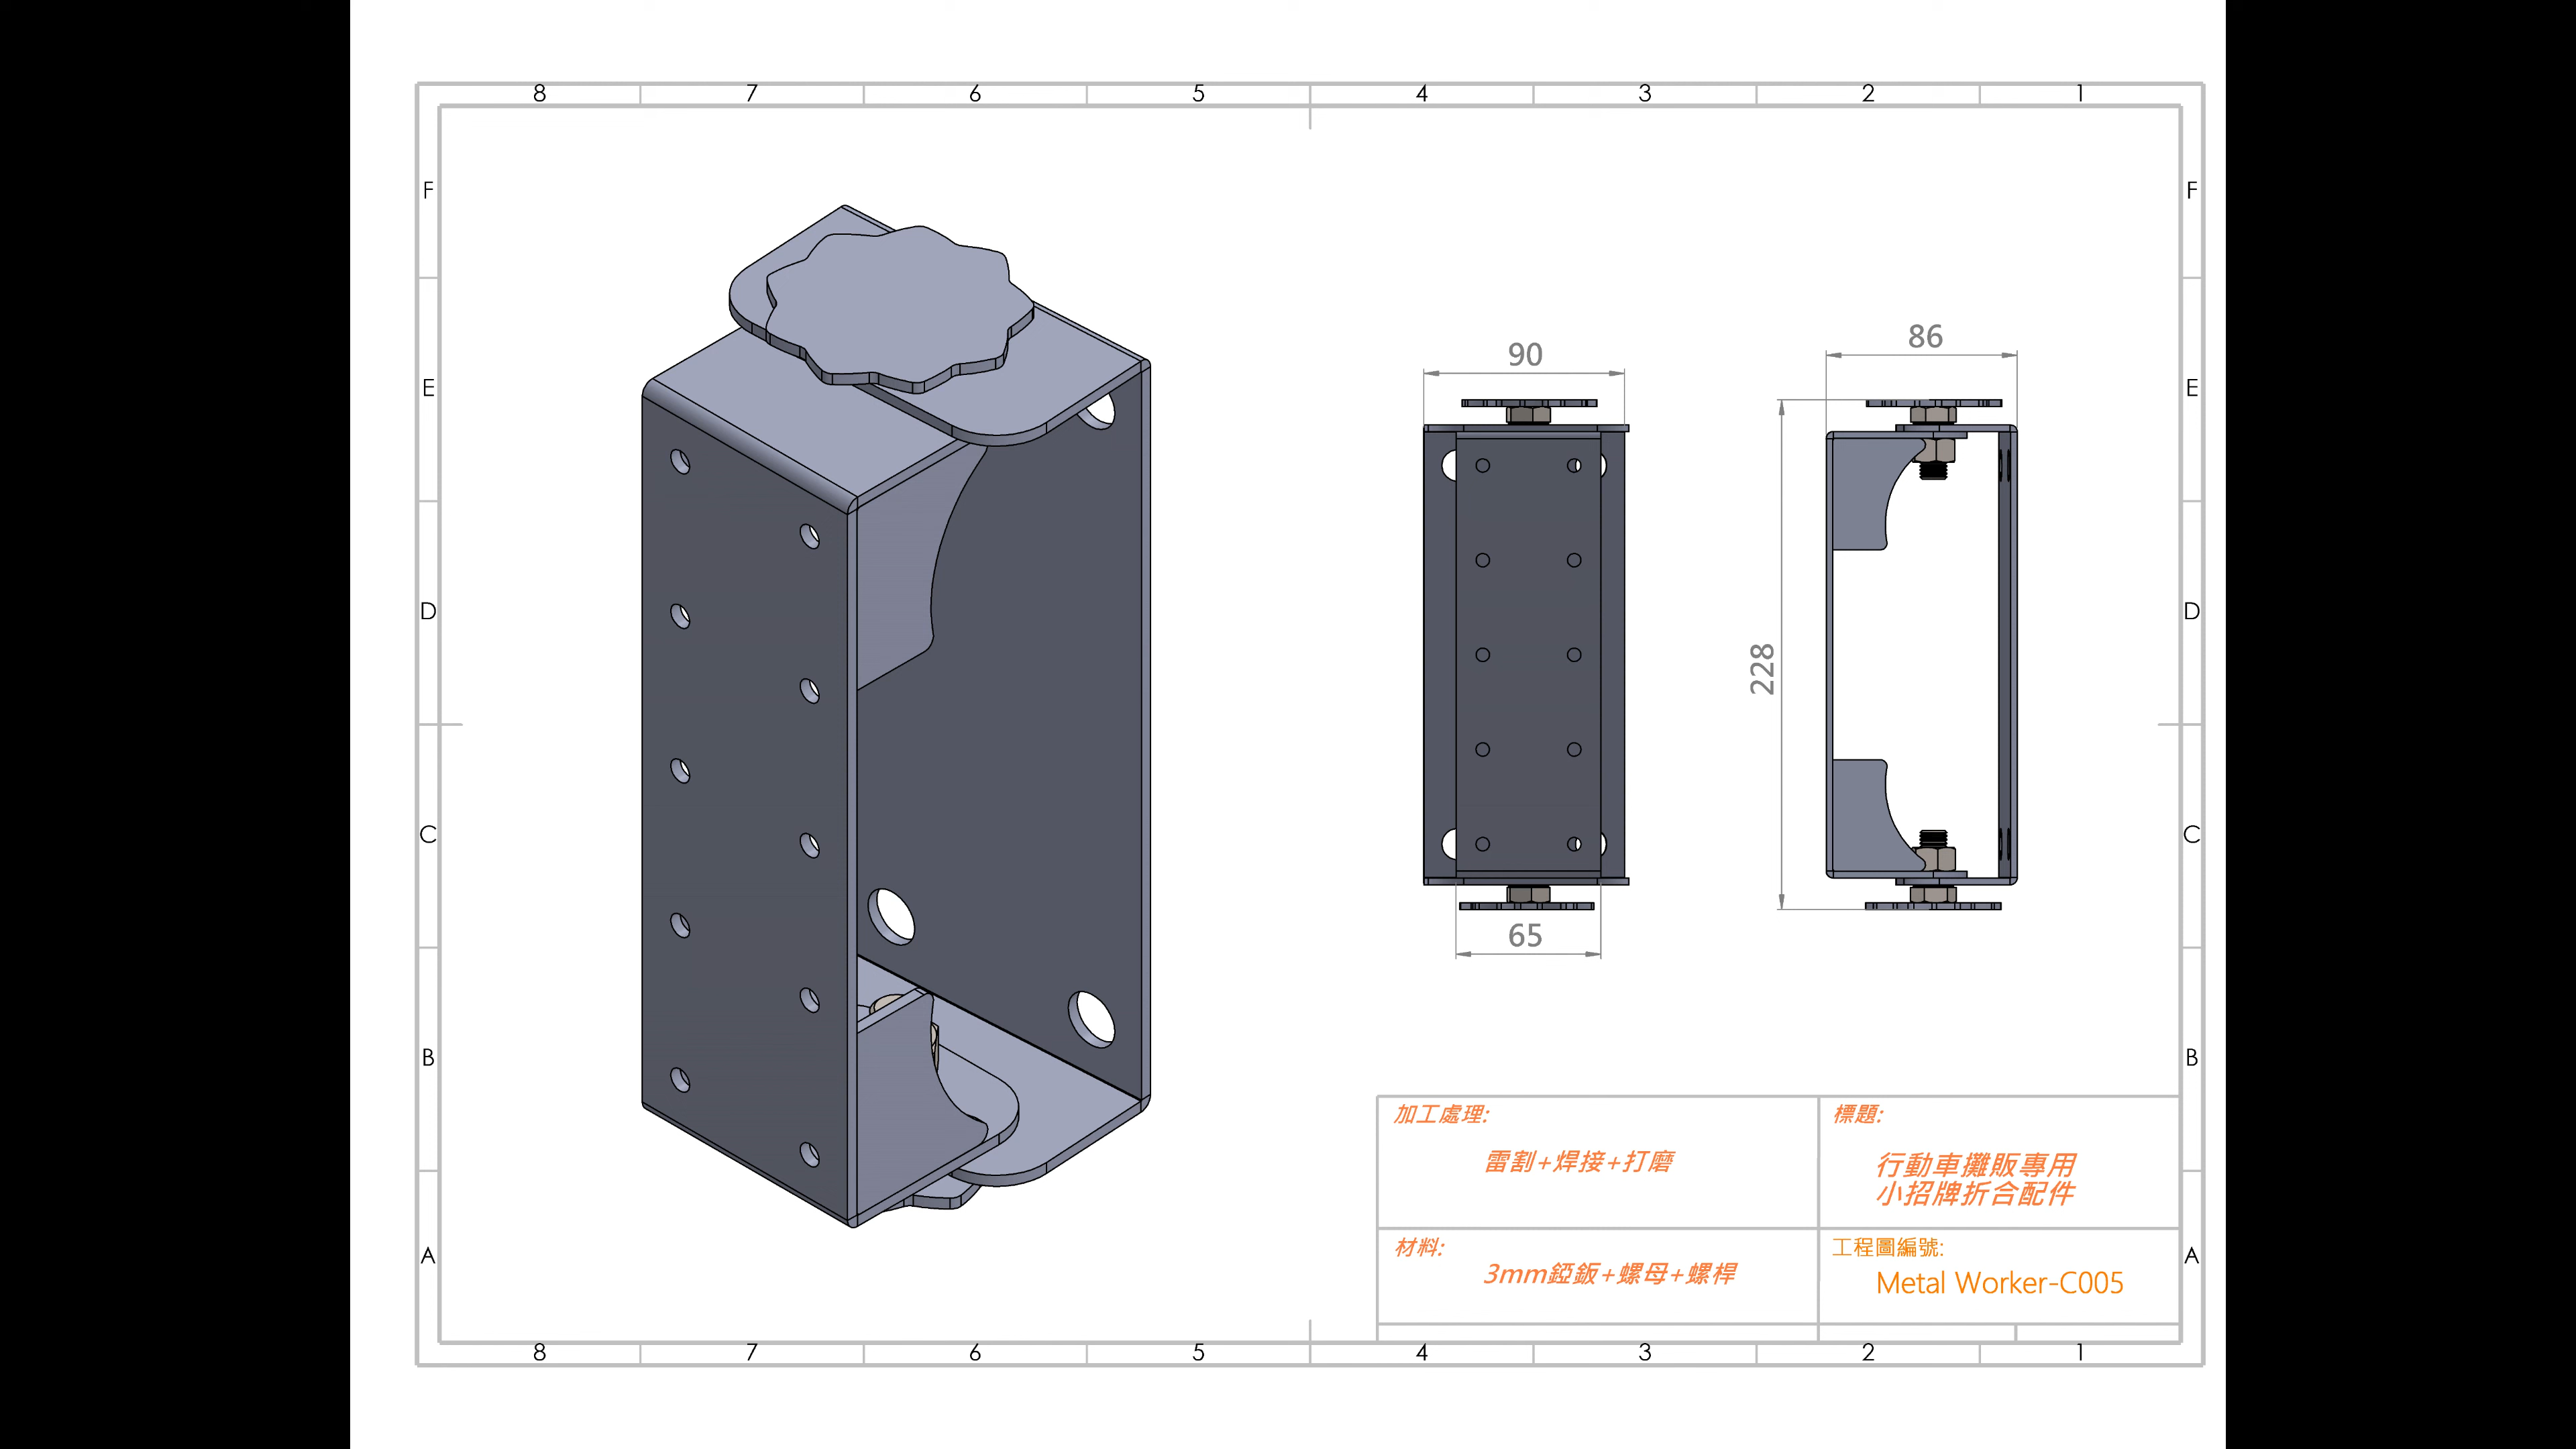 8 7 6 5 4 3 2 1
F F
E E
D D
C C
B B
A A
90
86
228
65
加工處理:
雷割+焊接+打磨
標題:
行動車攤販專用
小招牌折合配件
材料:
3mm錏鈑+螺母+螺桿
工程圖編號:
Metal Worker-C005
8 7 6 5 4 3 2 1